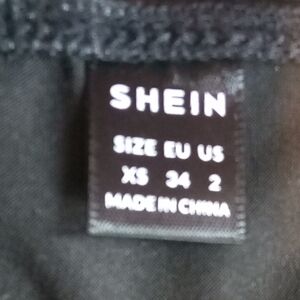 SHEIN
SIZE EU US
XS 34 2
MADE IN CHINA